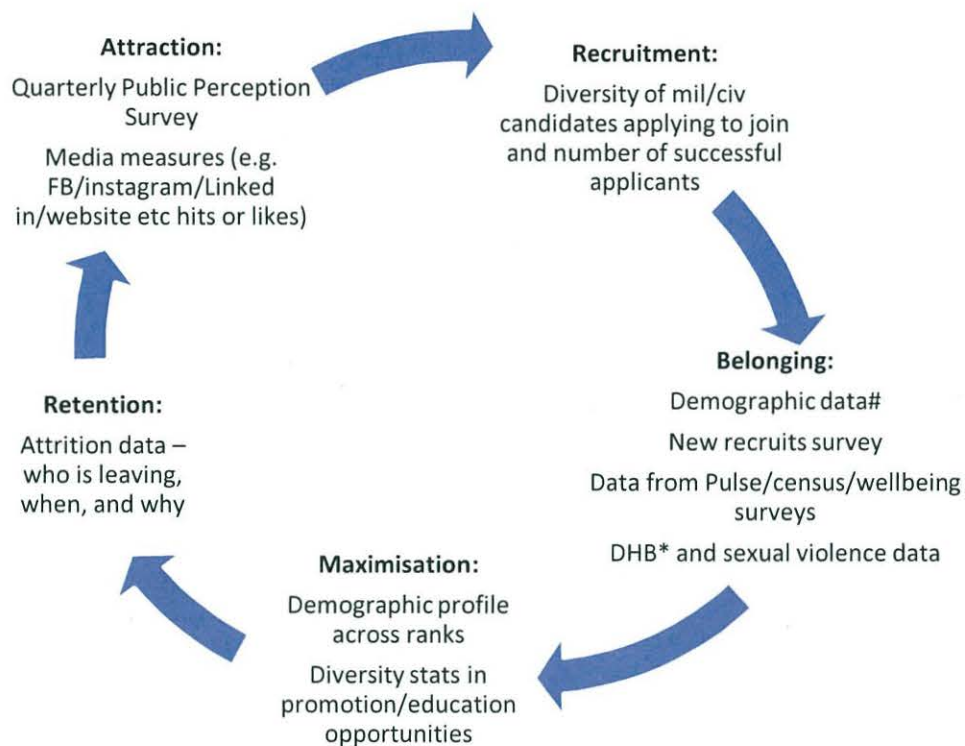 Attraction:
Quarterly Public Perception
Survey
Media measures (e.g.
FB/instagram/Linked
in/website etc hits or likes)
Recruitment:
Diversity of mil/civ
candidates applying to join
and number of successful
applicants
Belonging:
Demographic data#
New recruits survey
Data from Pulse/census/wellbeing
surveys
DHB* and sexual violence data
Maximisation:
Demographic profile
across ranks
Diversity stats in
promotion/education
opportunities
Retention:
Attrition data –
who is leaving,
when, and why